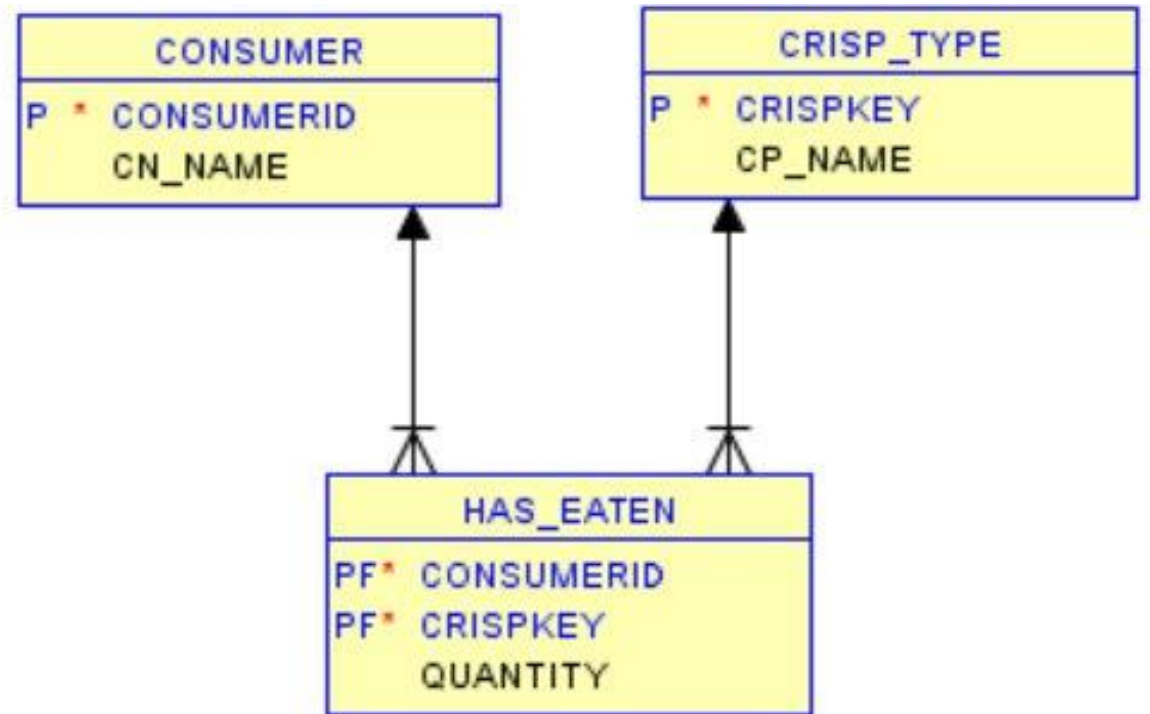 CONSUMER
P * CONSUMERID
CN_NAME
CRISP_TYPE
P * CRISPKEY
CP_NAME
HAS_EATEN
PF* CONSUMERID
PF* CRISPKEY
QUANTITY